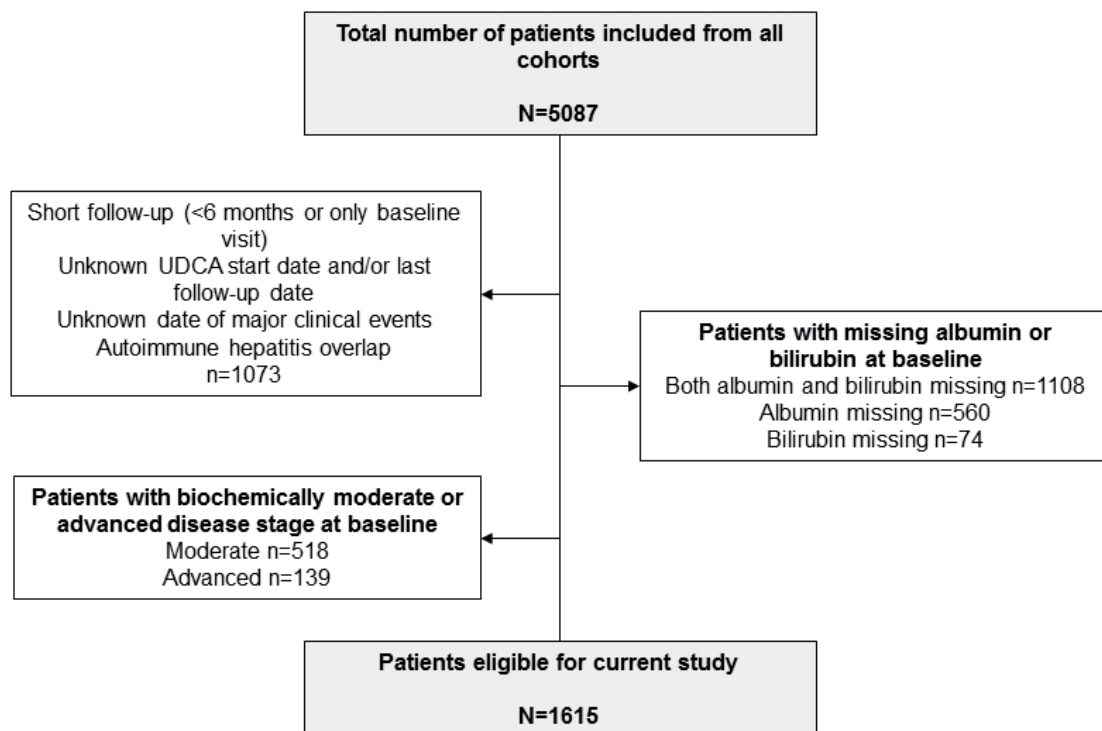 Total number of patients included from all
cohorts
N=5087
Short follow-up (<6 months or only baseline
visit)
Unknown UDCA start date and/or last
follow-up date
Unknown date of major clinical events
Autoimmune hepatitis overlap
n=1073
Patients with missing albumin or
bilirubin at baseline
Both albumin and bilirubin missing n=1108
Albumin missing n=560
Bilirubin missing n=74
Patients with biochemically moderate or
advanced disease stage at baseline
Moderate n=518
Advanced n=139
Patients eligible for current study
N=1615